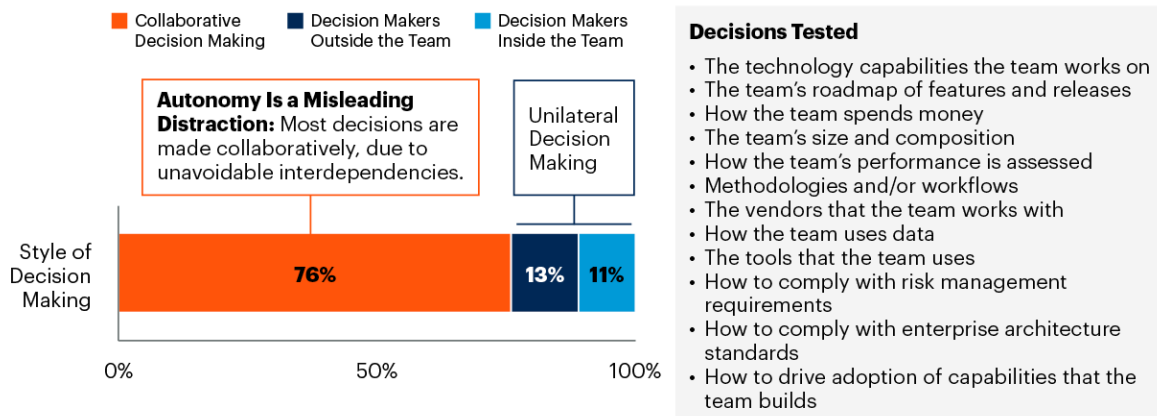 Collaborative
Decision Making
Decision Makers
Outside the Team
Decision Makers
Inside the Team
Autonomy Is a Misleading
Distraction: Most decisions are
made collaboratively, due to
unavoidable interdependencies.
Unilateral
Decision
Making
Style of
Decision
Making
76%
13%
11%
0%
50%
100%
Decisions Tested
• The technology capabilities the team works on
• The team’s roadmap of features and releases
• How the team spends money
• The team’s size and composition
• How the team’s performance is assessed
• Methodologies and/or workflows
• The vendors that the team works with
• How the team uses data
• The tools that the team uses
• How to comply with risk management
requirements
• How to comply with enterprise architecture
standards
• How to drive adoption of capabilities that the
team builds